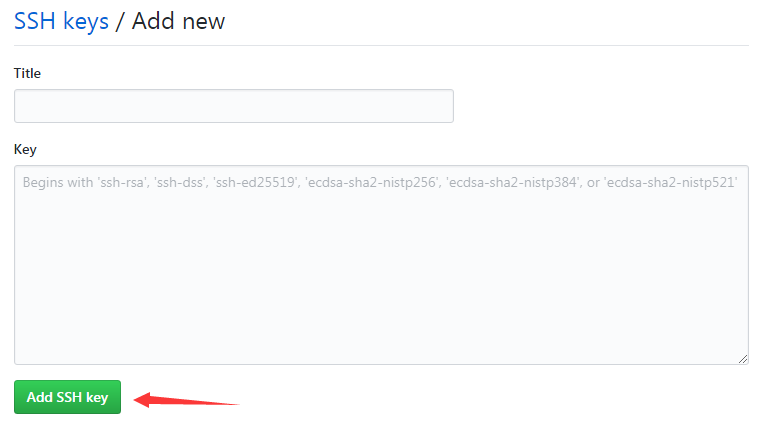 SSH keys / Add new
Title
Key
Begins with 'ssh-rsa', 'ssh-dss', 'ssh-ed25519', 'ecdsa-sha2-nistp256', 'ecdsa-sha2-nistp384', or 'ecdsa-sha2-nistp521'
Add SSH key